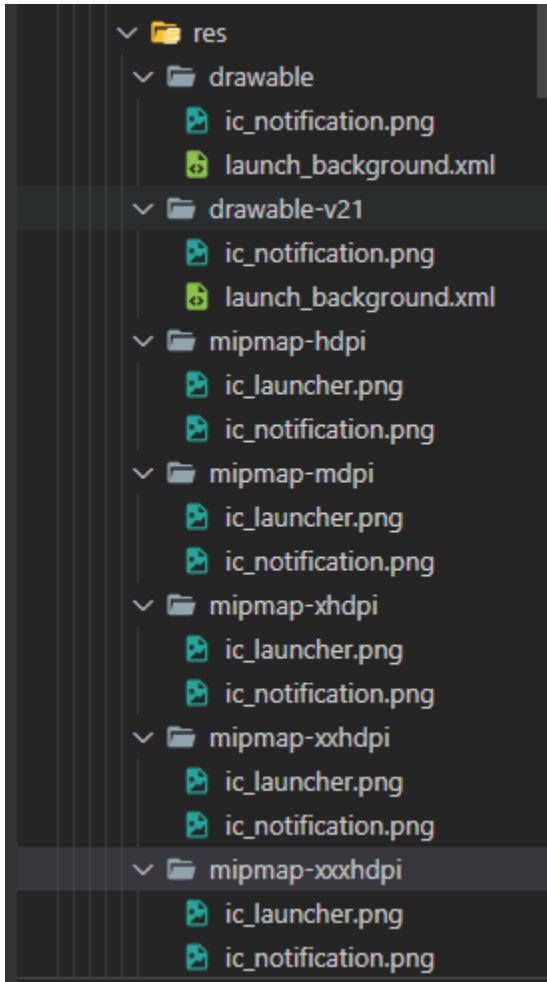 res
drawable
ic_notification.png
launch_background.xml
drawable-v21
ic_notification.png
launch_background.xml
mipmap-hdpi
ic_launcher.png
ic_notification.png
mipmap-mdpi
ic_launcher.png
ic_notification.png
mipmap-xhdpi
ic_launcher.png
ic_notification.png
mipmap-xxhdpi
ic_launcher.png
ic_notification.png
mipmap-xxxhdpi
ic_launcher.png
ic_notification.png